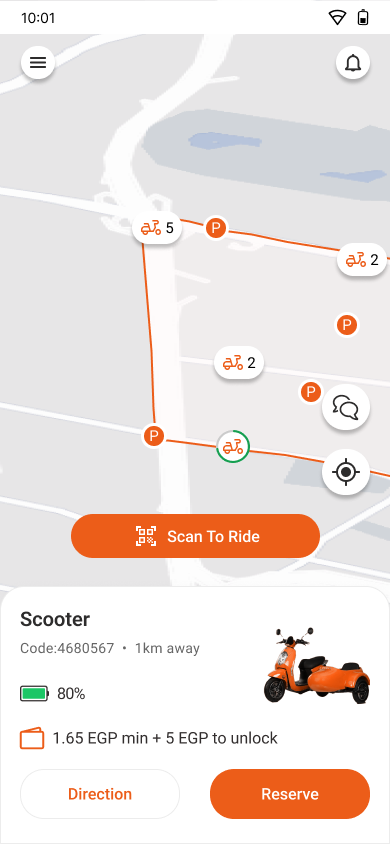 10:01
5
P
2
P
2
P
P
Scan To Ride
Scooter
Code:4680567 • 1km away
80%
1.65 EGP min + 5 EGP to unlock
Direction
Reserve